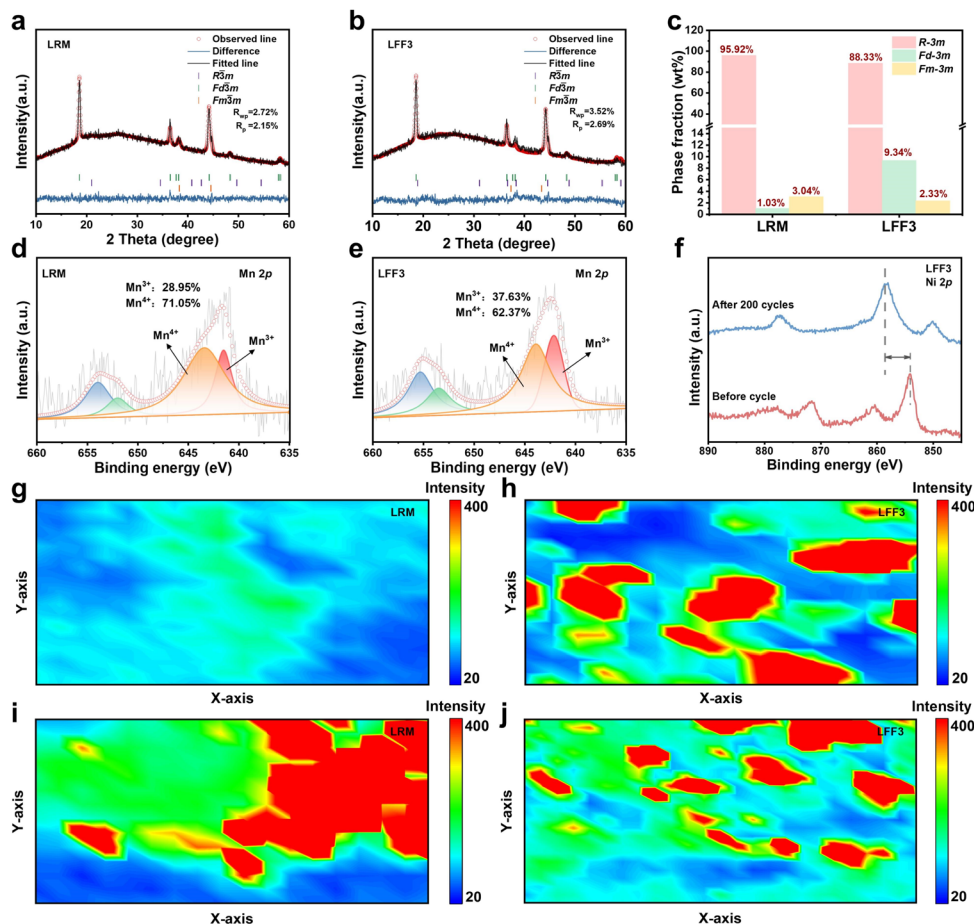 a
LRM
Observed line
Difference
Fitted line
R3̄m
Fd3̄m
Fm3̄m
Rwp=2.72%
Rp=2.15%
Intensity(a.u.)
10 20 30 40 50 60
2 Theta (degree)
b
LFF3
Observed line
Difference
Fitted line
R3̄m
Fd3̄m
Fm3̄m
Rwp=3.52%
Rp=2.69%
Intensity(a.u.)
10 20 30 40 50 60
2 Theta (degree)
c
Phase fraction (wt%)
120
100
80
60
40
14
12
10
8
6
4
2
0
95.92%
1.03%
3.04%
88.33%
9.34%
2.33%
R-3m
Fd-3m
Fm-3m
LRM LFF3
d
LRM
Mn 2p
Mn3+: 28.95%
Mn4+: 71.05%
Mn4+
Mn3+
Intensity (a.u.)
660 655 650 645 640 635
Binding energy (eV)
e
LFF3
Mn 2p
Mn3+: 37.63%
Mn4+: 62.37%
Mn4+
Mn3+
Intensity (a.u.)
660 655 650 645 640 635
Binding energy (eV)
f
LFF3
Ni 2p
After 200 cycles
Before cycle
Intensity (a.u.)
890 880 870 860 850
Binding energy (eV)
g
LRM
Y-axis
X-axis
Intensity
400
20
h
LFF3
Y-axis
X-axis
Intensity
400
20
i
LRM
Y-axis
X-axis
Intensity
400
20
j
LFF3
Y-axis
X-axis
Intensity
400
20